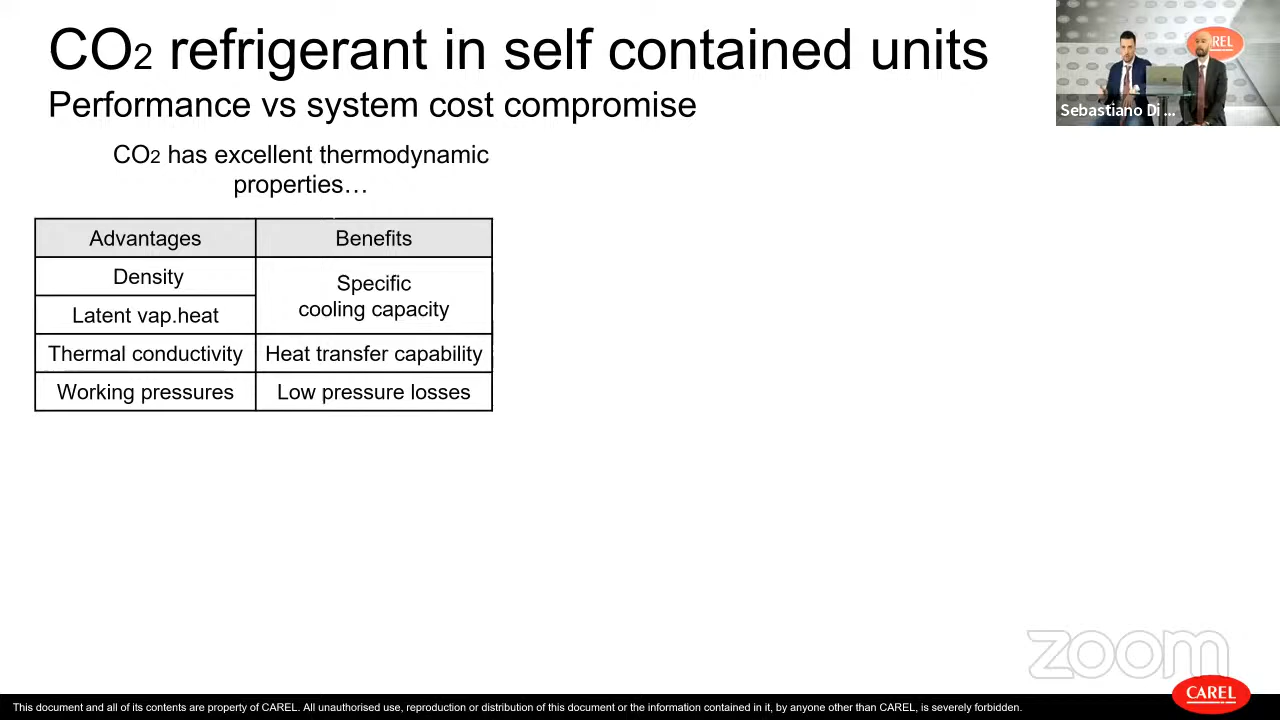 CO2 refrigerant in self contained units
Performance vs system cost compromise
CO2 has excellent thermodynamic
properties…
Advantages
Benefits
Density
Specific
cooling capacity
Latent vap.heat
Thermal conductivity
Heat transfer capability
Working pressures
Low pressure losses
Sebastiano Di ...
zoom
CAREL
This document and all of its contents are property of CAREL. All unauthorised use, reproduction or distribution of this document or the information contained in it, by anyone other than CAREL, is severely forbidden.